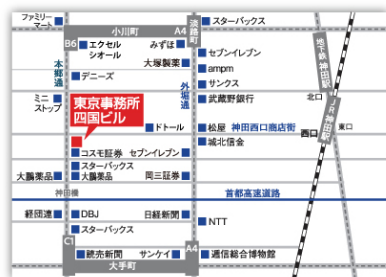 ファミリー
マート
小川町
A4
淡路町
スターバックス
B6
エクセル
シオール
みずほ
大塚製薬
セブンイレブン
ampm
サンクス
武蔵野銀行
地下鉄 神田駅
本郷通
デニーズ
外堀通
ミニ
ストップ
東京事務所
四国ビル
ドトール
松屋
神田西口商店街
北口
西口
東口
JR 神田駅
城北信金
コスモ証券
セブンイレブン
スターバックス
大鵬薬品
大鵬薬品
岡三証券
神田橋
首都高速道路
経団連
DBJ
日経新聞
NTT
スターバックス
C1
読売新聞
サンケイ
A4
逓信総合博物館
大手町